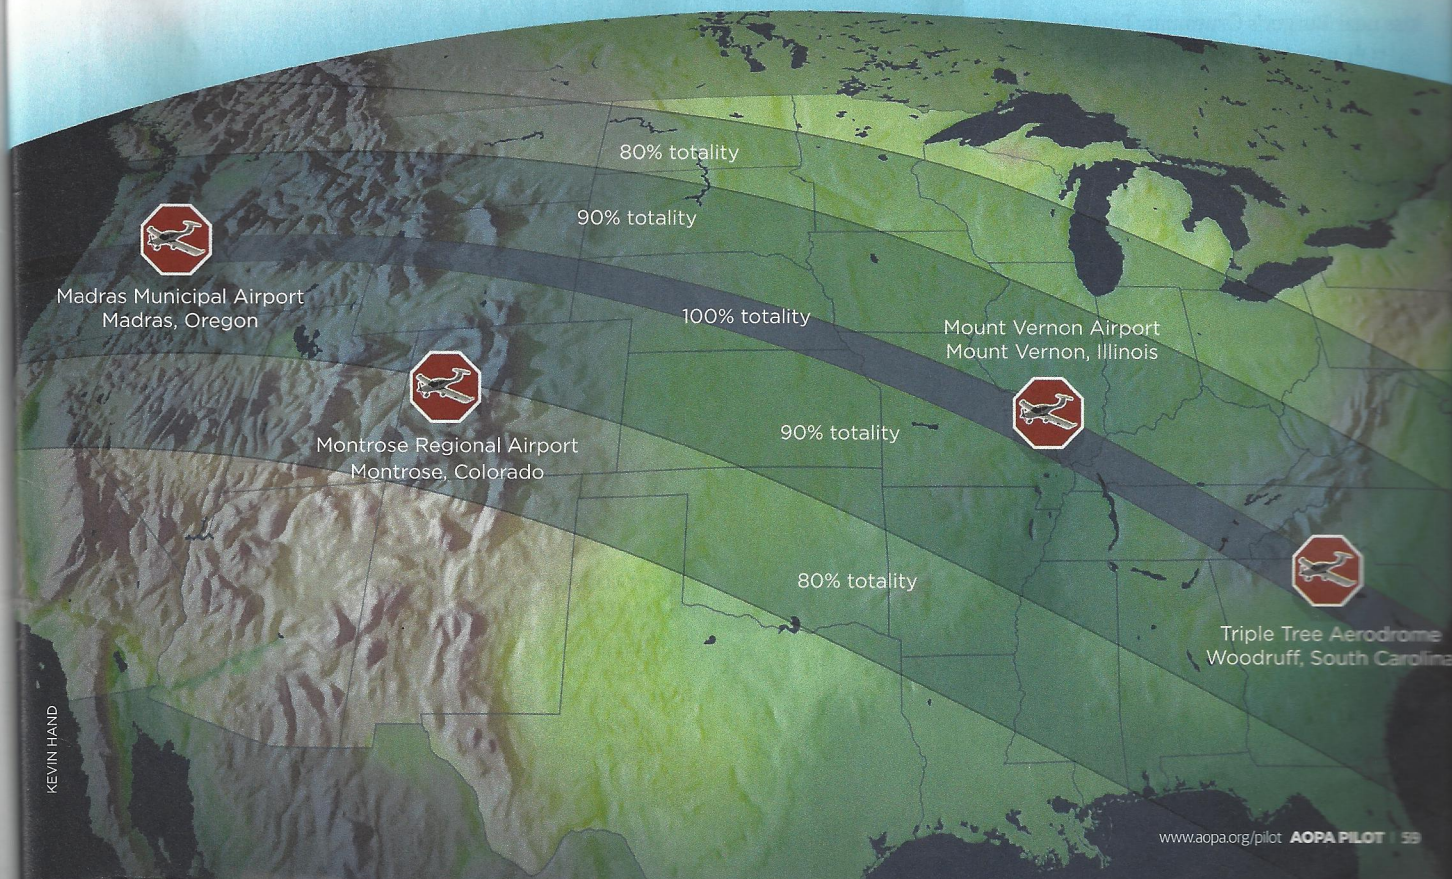 80% totality
90% totality
Madras Municipal Airport
Madras, Oregon
100% totality
Mount Vernon Airport
Mount Vernon, Illinois
Montrose Regional Airport
Montrose, Colorado
90% totality
80% totality
Triple Tree Aerodrome
Woodruff, South Carolina
KEVIN HAND
www.aopa.org/pilot AOPA PILOT | 59